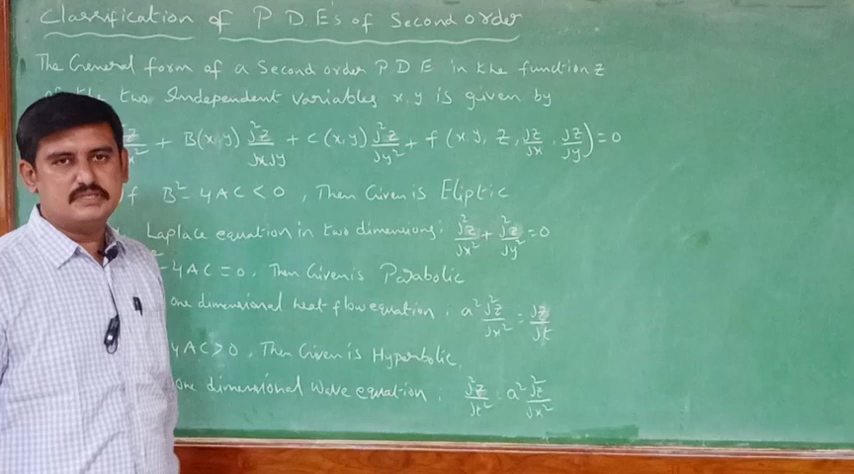 Classification of P D E's of Second order
The General form of a Second order P D E in the function z
of the two Independent Variables x, y is given by
+ B(x,y) ∂²z/∂x∂y + C(x,y) ∂²z/∂y² + f(x, y, z, ∂z/∂x, ∂z/∂y) = 0
If B² - 4AC < 0, Then Given is Eliptic
Laplace equation in two dimensions: ∂²z/∂x² + ∂²z/∂y² = 0
- 4AC = 0, Then Given is Parabolic
one dimensional heat flow equation, a² ∂²z/∂x² = ∂z/∂t
4AC > 0, Then Given is Hyperbolic
one dimensional Wave equation: ∂²z/∂t² = a² ∂²z/∂x²